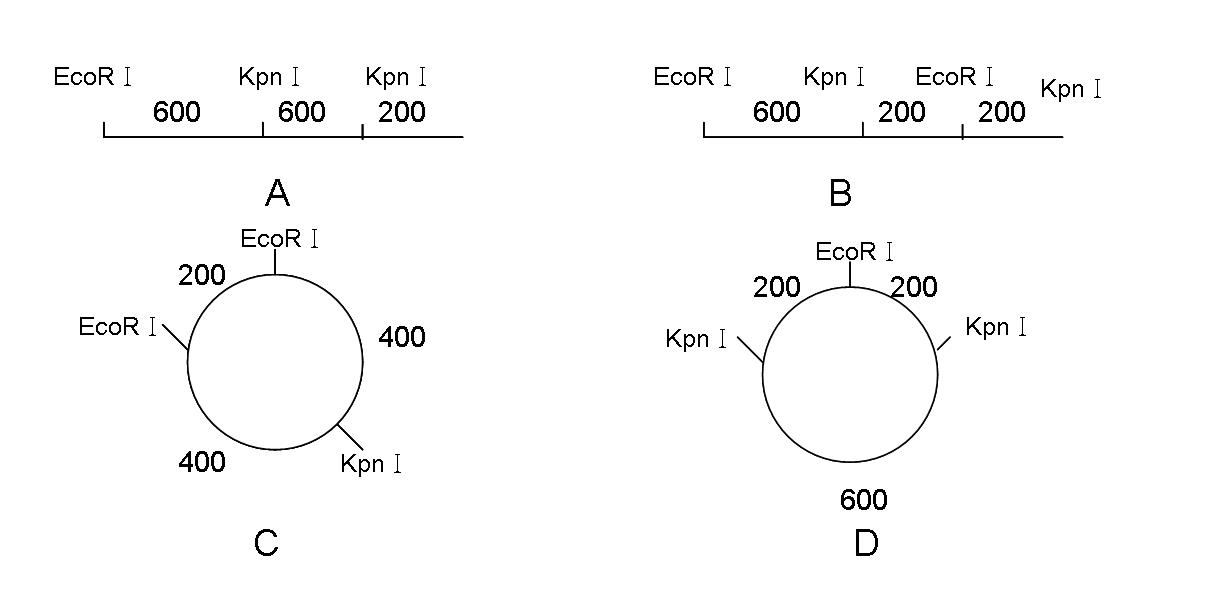 EcoR Ⅰ Kpn Ⅰ Kpn Ⅰ
600 600 200
A
EcoR Ⅰ Kpn Ⅰ EcoR Ⅰ Kpn Ⅰ
600 200 200
B
EcoR Ⅰ
200
EcoR Ⅰ
400
400
Kpn Ⅰ
C
EcoR Ⅰ
200 200
Kpn Ⅰ Kpn Ⅰ
600
D